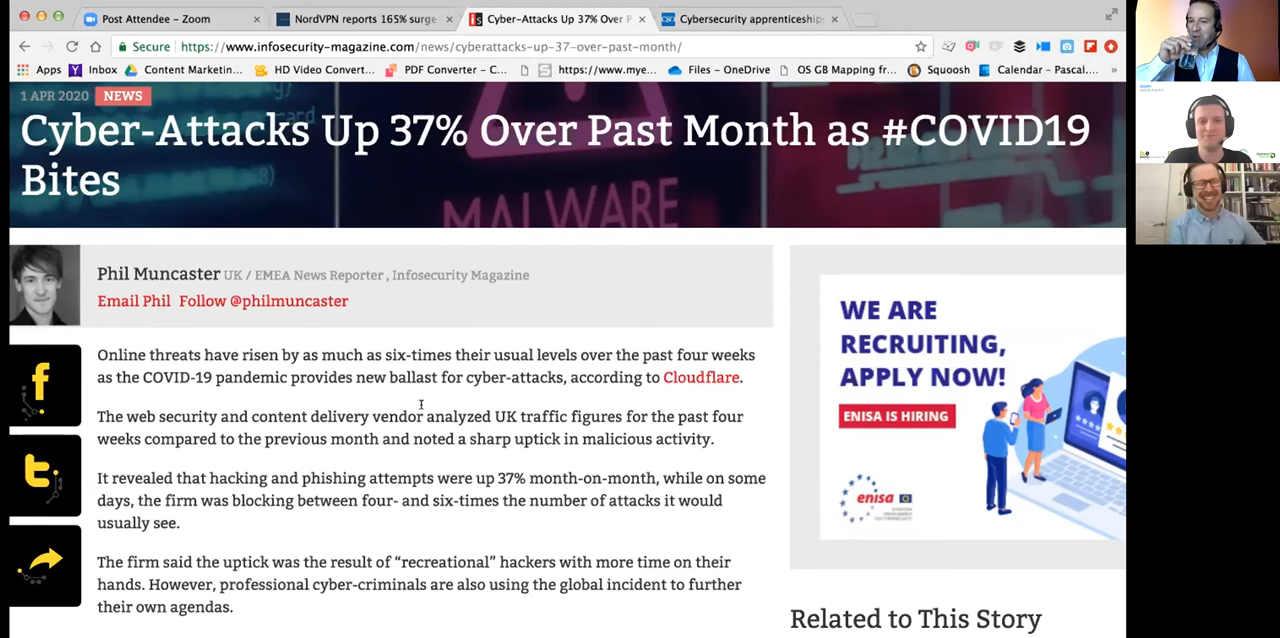 Post Attendee - Zoom
NordVPN reports 165% surge
Cyber-Attacks Up 37% Over P
Cybersecurity apprenticeships
Secure
https://www.infosecurity-magazine.com/news/cyberattacks-up-37-over-past-month/
Apps
Inbox
Content Marketin...
HD Video Convert...
PDF Converter - C...
https://www.mye...
Files - OneDrive
OS GB Mapping fr...
Squoosh
Calendar - Pascal....
»
1 APR 2020 NEWS
Cyber-Attacks Up 37% Over Past Month as #COVID19
Bites
MALWARE
Phil Muncaster UK / EMEA News Reporter , Infosecurity Magazine
Email Phil Follow @philmuncaster
Online threats have risen by as much as six-times their usual levels over the past four weeks
as the COVID-19 pandemic provides new ballast for cyber-attacks, according to Cloudflare.
The web security and content delivery vendor analyzed UK traffic figures for the past four
weeks compared to the previous month and noted a sharp uptick in malicious activity.
It revealed that hacking and phishing attempts were up 37% month-on-month, while on some
days, the firm was blocking between four- and six-times the number of attacks it would
usually see.
The firm said the uptick was the result of “recreational” hackers with more time on their
hands. However, professional cyber-criminals are also using the global incident to further
their own agendas.
WE ARE
RECRUITING,
APPLY NOW!
ENISA IS HIRING
enisa
Related to This Story